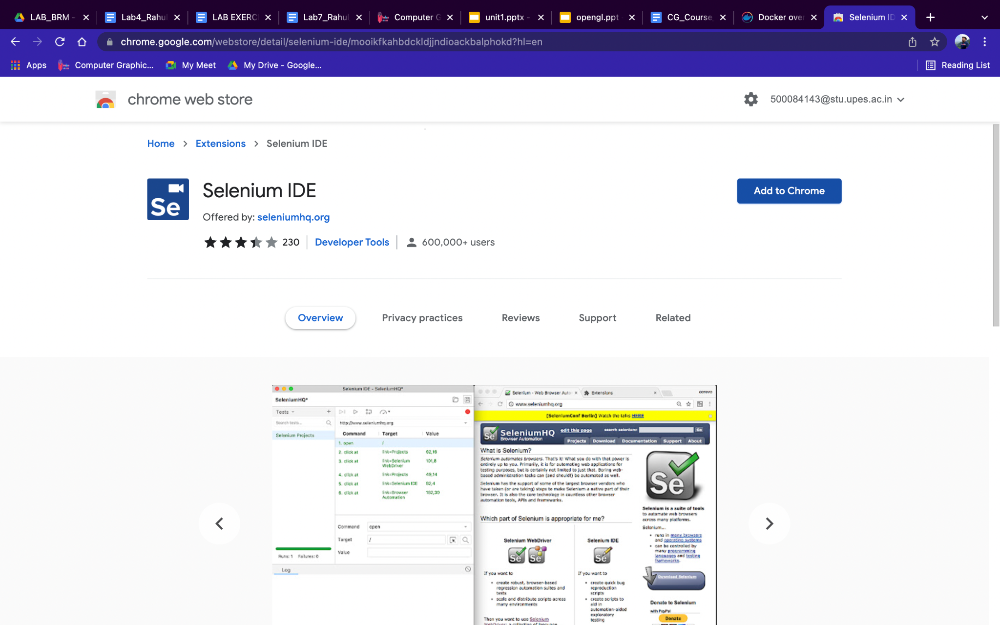 LAB_BRM -
Lab4_Rahul
LAB EXERC
Lab7_Rahul
Computer G
unit1.pptx -
opengl.ppt
CG_Course_
Docker over
Selenium ID
chrome.google.com/webstore/detail/selenium-ide/mooikfkahbdckldjjndioackbalphokd?hl=en
Apps
Computer Graphic...
My Meet
My Drive - Google...
Reading List
chrome web store
500084143@stu.upes.ac.in
Home > Extensions > Selenium IDE
Se
Selenium IDE
Add to Chrome
Offered by: seleniumhq.org
230
Developer Tools
600,000+ users
Overview
Privacy practices
Reviews
Support
Related
Selenium IDE - SeleniumHQ*
SeleniumHQ*
Tests
Search tests...
Selenium Projects
http://www.seleniumhq.org
Command Target Value
1. open /
2. click at link=Projects 62,16
3. click at link=Selenium WebDriver 101,8
4. click at link=Projects 49,14
5. click at link=Selenium IDE 82,4
6. click at link=Browser Automation 182,30
Command open
Target /
Value
Runs: 1 Failures: 0
Log
Selenium - Web Browser Auto
Extensions
www.seleniumhq.org
[SeleniumConf Berlin] Watch the talks HERE
Se
SeleniumHQ
Browser Automation
edit this page
search selenium:
Go
Projects Download Documentation Support About
What is Selenium?
Selenium automates browsers. That's it! What you do with that power is
entirely up to you. Primarily, it is for automating web applications for
testing purposes, but is certainly not limited to just that. Boring web-
based administration tasks can (and should!) be automated as well.
Selenium has the support of some of the largest browser vendors who
have taken (or are taking) steps to make Selenium a native part of their
browser. It is also the core technology in countless other browser
automation tools, APIs and frameworks.
Which part of Selenium is appropriate for me?
Selenium WebDriver
Se Se
If you want to
• create robust, browser-based
regression automation suites and
tests
• scale and distribute scripts across
many environments
Then you want to use Selenium
WebDriver; a collection of language
Selenium IDE
Se
If you want to
• create quick bug
reproduction
scripts
• create scripts to
aid in
automation-aided
exploratory
testing
Se
Selenium is a suite of tools
to automate web browsers
across many platforms.
Selenium...
• runs in many browsers
and operating systems
• can be controlled by
many programming
languages and testing
frameworks.
Download Selenium
Donate to Selenium
with PayPal
Donate